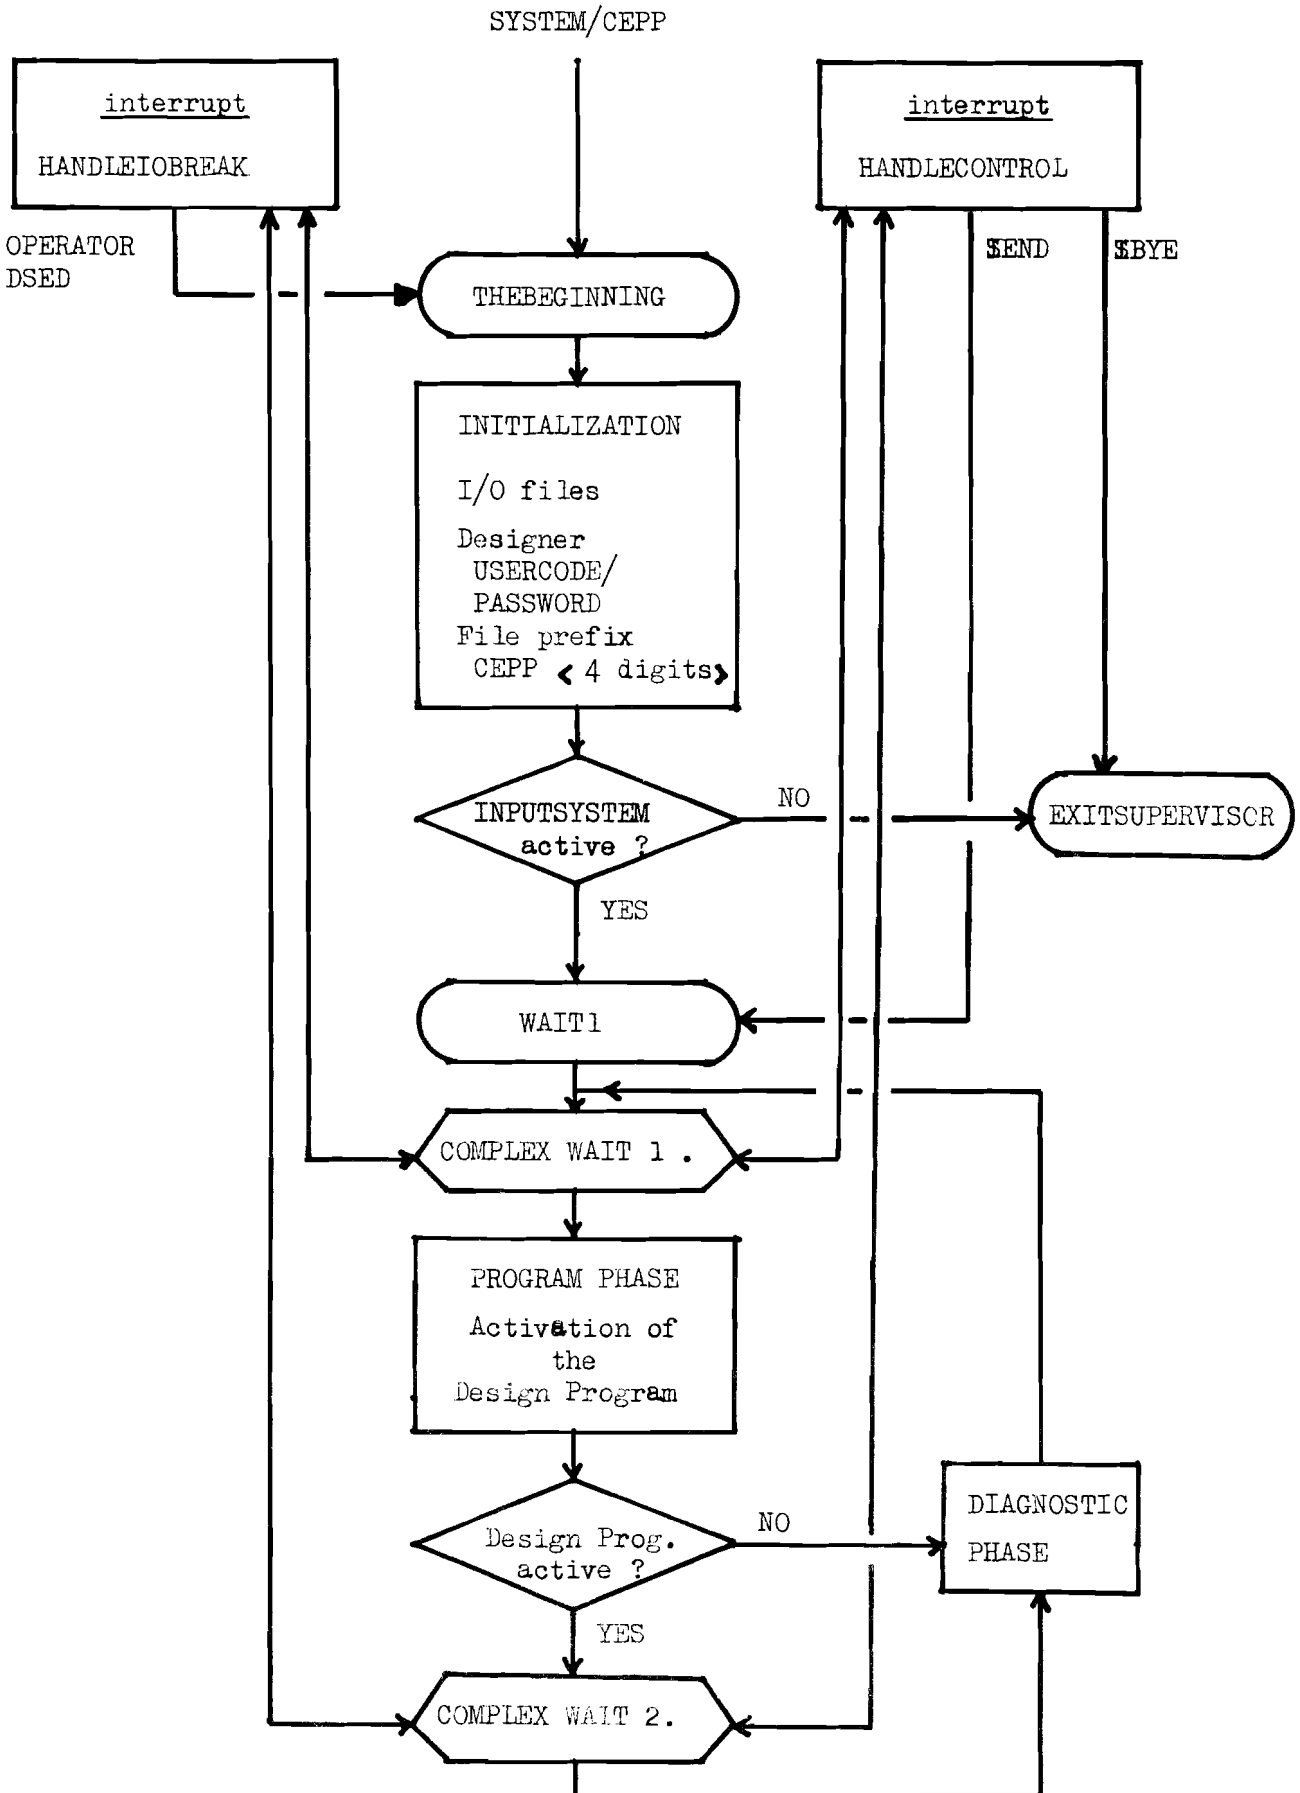 SYSTEM/CEPP
interrupt
HANDLEIOBREAK
interrupt
HANDLECONTROL
OPERATOR
DSED
$END
$BYE
THEBEGINNING
INITIALIZATION
I/O files
Designer
USERCODE/
PASSWORD
File prefix
CEPP < 4 digits>
INPUTSYSTEM
active ?
NO
EXITSUPERVISOR
YES
WAIT1
COMPLEX WAIT 1 .
PROGRAM PHASE
Activation of
the
Design Program
Design Prog.
active ?
NO
DIAGNOSTIC
PHASE
YES
COMPLEX WAIT 2.